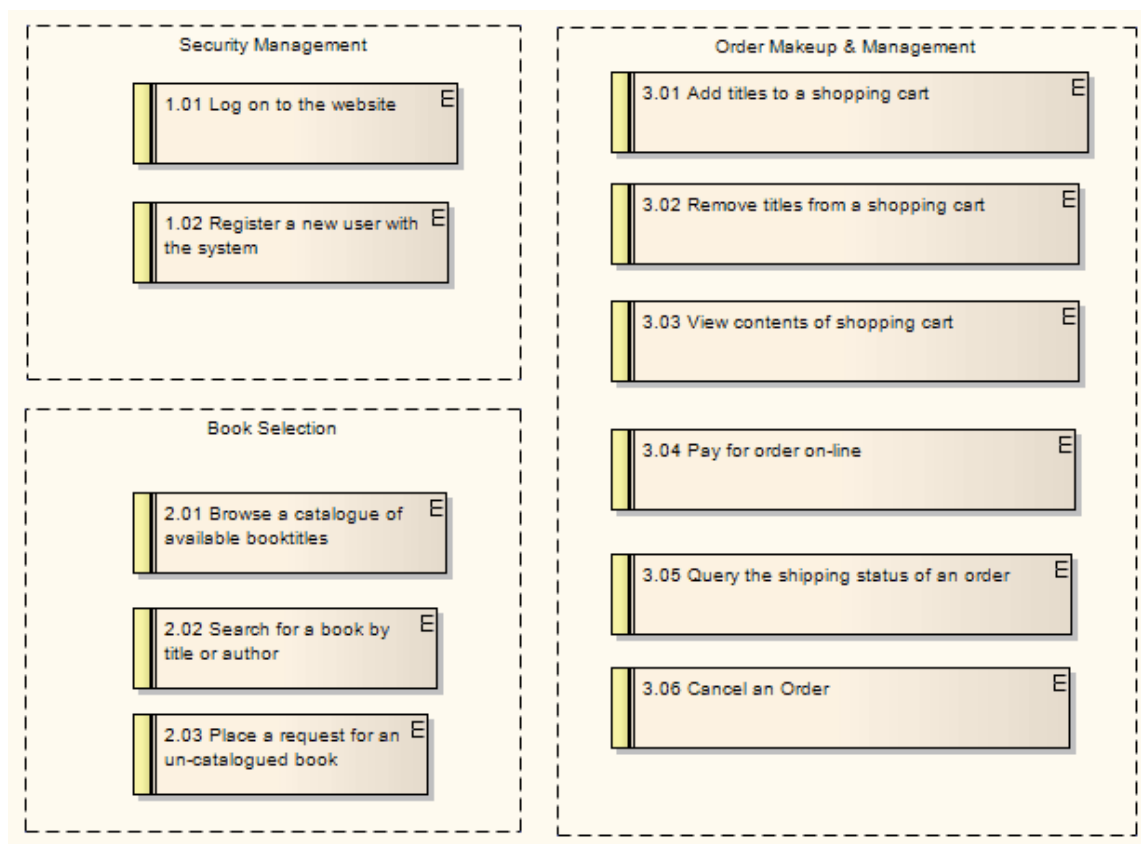 Security Management
1.01 Log on to the website
E
1.02 Register a new user with
the system
E
Book Selection
2.01 Browse a catalogue of
available booktitles
E
2.02 Search for a book by
title or author
E
2.03 Place a request for an
un-catalogued book
E
Order Makeup & Management
3.01 Add titles to a shopping cart
E
3.02 Remove titles from a shopping cart
E
3.03 View contents of shopping cart
E
3.04 Pay for order on-line
E
3.05 Query the shipping status of an order
E
3.06 Cancel an Order
E